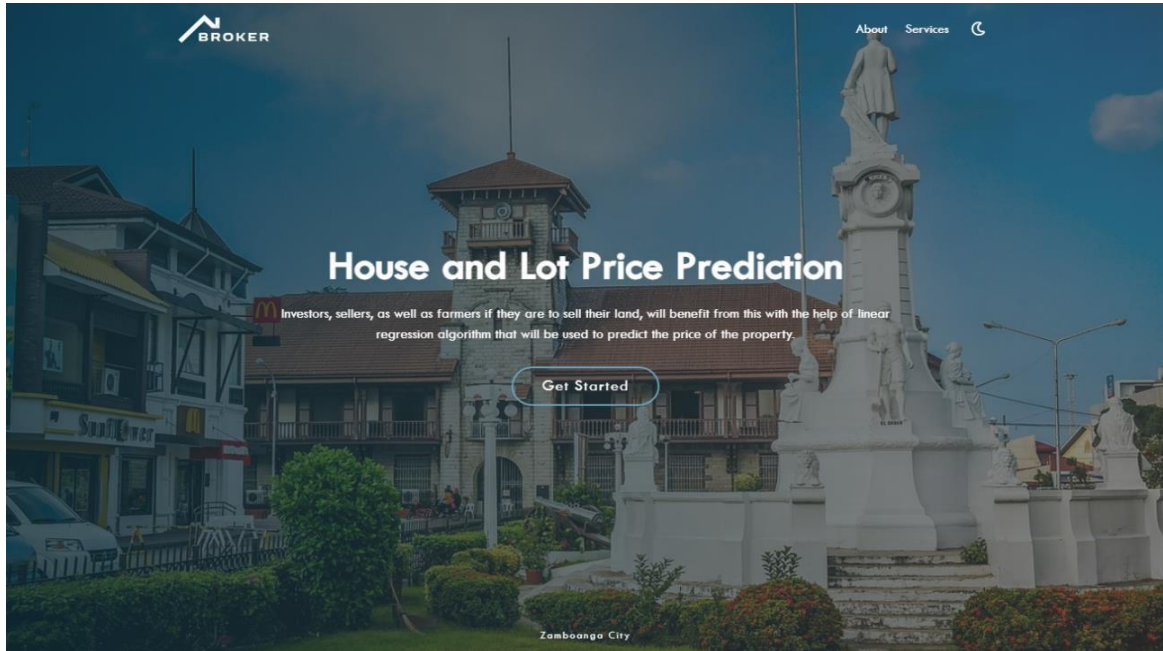 BROKER
About Services
House and Lot Price Prediction
Investors, sellers, as well as farmers if they are to sell their land, will benefit from this with the help of linear
regression algorithm that will be used to predict the price of the property.
Get Started
Zamboanga City